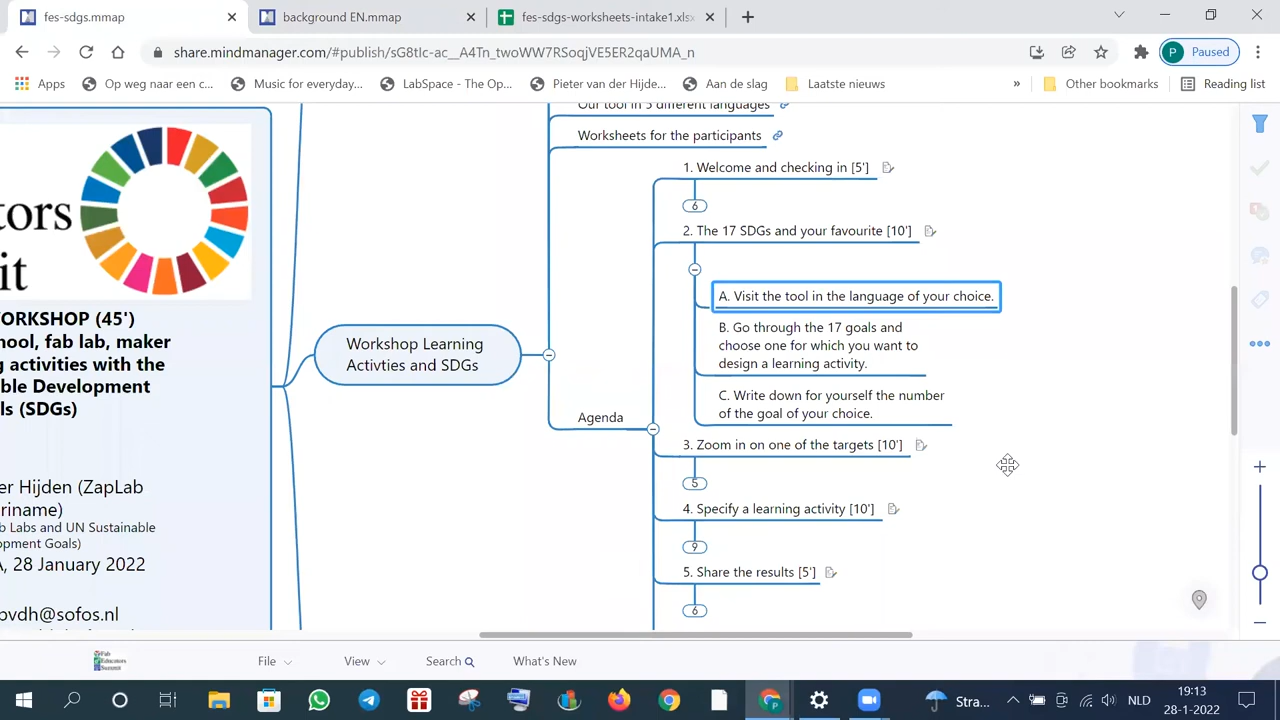 fes-sdgs.mmap
background EN.mmap
fes-sdgs-worksheets-intake1.xlsx
share.mindmanager.com/#publish/sG8tIc-ac__A4Tn_twoWW7RSoqjVE5ER2qaUMA_n
P Paused
Apps
Op weg naar een c...
Music for everyday...
LabSpace - The Op...
Pieter van der Hijde...
Aan de slag
Laatste nieuws
»
Other bookmarks
Reading list
Our tool in 5 different languages
Worksheets for the participants
1. Welcome and checking in [5']
6
2. The 17 SDGs and your favourite [10']
A. Visit the tool in the language of your choice.
B. Go through the 17 goals and
choose one for which you want to
design a learning activity.
C. Write down for yourself the number
of the goal of your choice.
3. Zoom in on one of the targets [10']
5
4. Specify a learning activity [10']
9
5. Share the results [5']
6
Agenda
Workshop Learning
Activties and SDGs
tors
it
ORKSHOP (45')
hool, fab lab, maker
g activities with the
ble Development
ls (SDGs)
er Hijden (ZapLab
riname)
b Labs and UN Sustainable
opment Goals)
A, 28 January 2022
pvdh@sofos.nl
Fab
Educators
Summit
File
View
Search
What's New
Stra...
NLD
19:13
28-1-2022